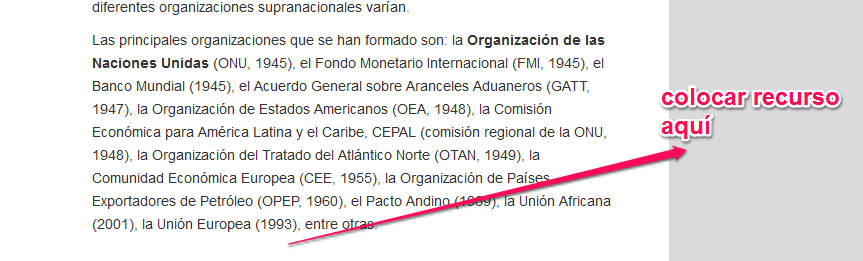 diferentes organizaciones supranacionales varían.
Las principales organizaciones que se han formado son: la Organización de las
Naciones Unidas (ONU, 1945), el Fondo Monetario Internacional (FMI, 1945), el
Banco Mundial (1945), el Acuerdo General sobre Aranceles Aduaneros (GATT,
1947), la Organización de Estados Americanos (OEA, 1948), la Comisión
Económica para América Latina y el Caribe, CEPAL (comisión regional de la ONU,
1948), la Organización del Tratado del Atlántico Norte (OTAN, 1949), la
Comunidad Económica Europea (CEE, 1955), la Organización de Países
Exportadores de Petróleo (OPEP, 1960), el Pacto Andino (1969), la Unión Africana
(2001), la Unión Europea (1993), entre otras.
colocar recurso
aquí